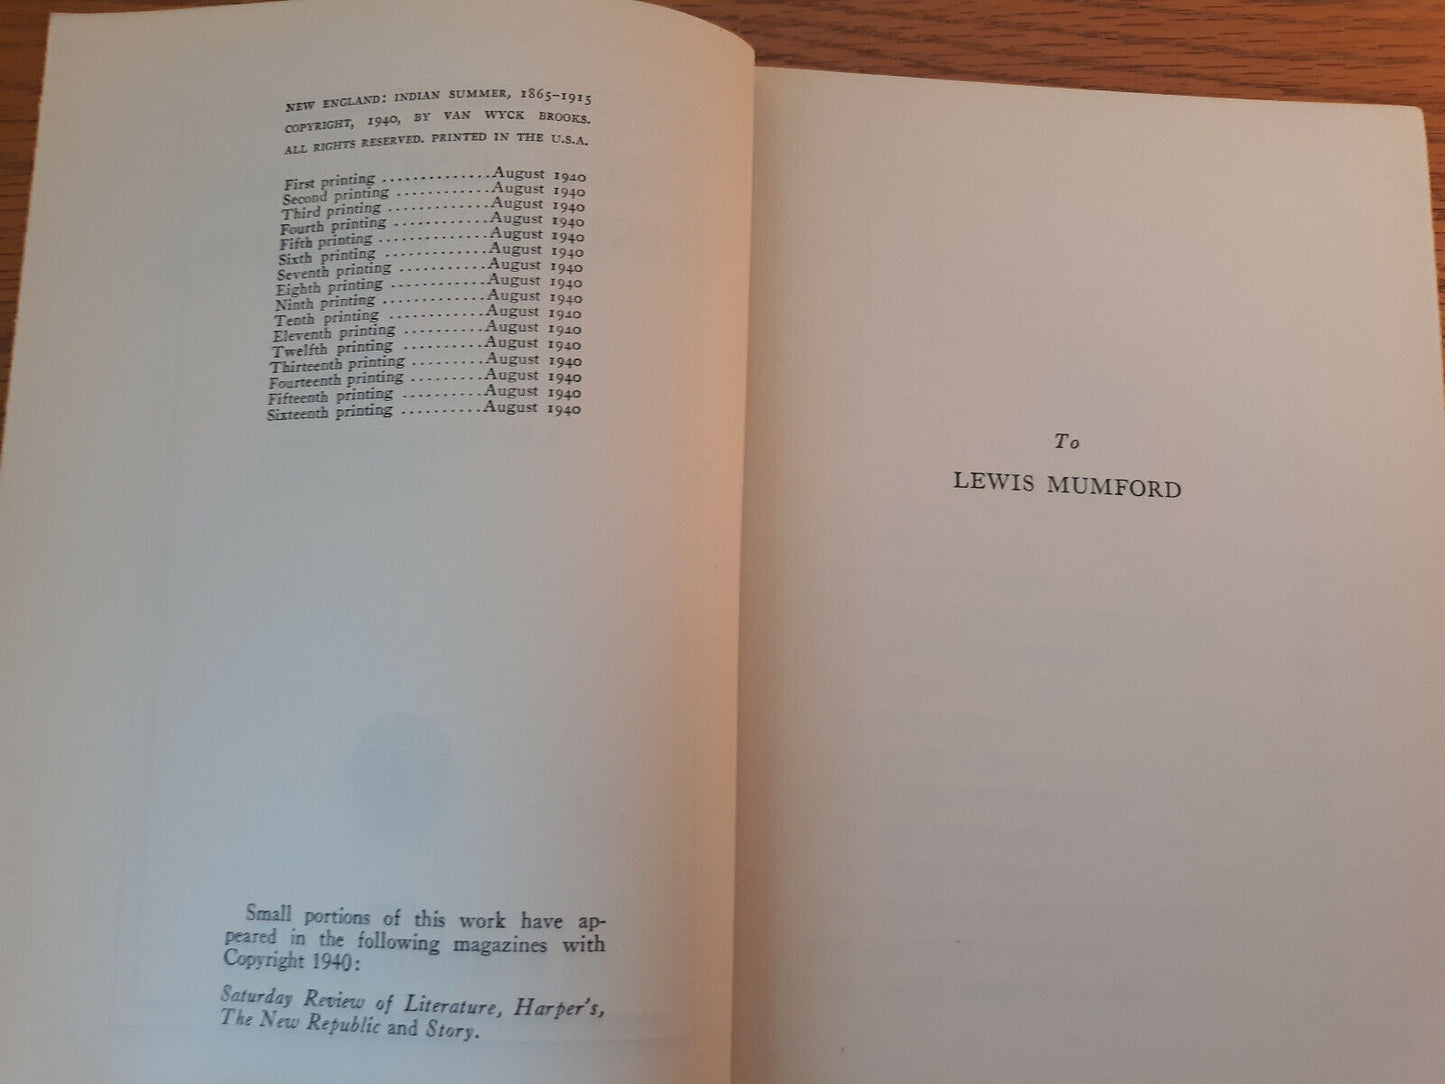 NEW ENGLAND: INDIAN SUMMER, 1865-1915
COPYRIGHT, 1940, BY VAN WYCK BROOKS.
ALL RIGHTS RESERVED. PRINTED IN THE U.S.A.
First printing ..............August 1940
Second printing ............August 1940
Third printing .............August 1940
Fourth printing ............August 1940
Fifth printing ..............August 1940
Sixth printing .............August 1940
Seventh printing ...........August 1940
Eighth printing ............August 1940
Ninth printing .............August 1940
Tenth printing ............August 1940
Eleventh printing ..........August 1940
Twelfth printing ..........August 1940
Thirteenth printing .........August 1940
Fourteenth printing .........August 1940
Fifteenth printing ..........August 1940
Sixteenth printing ..........August 1940
Small portions of this work have ap-
peared in the following magazines with
Copyright 1940:
Saturday Review of Literature, Harper's,
The New Republic and Story.
To
LEWIS MUMFORD